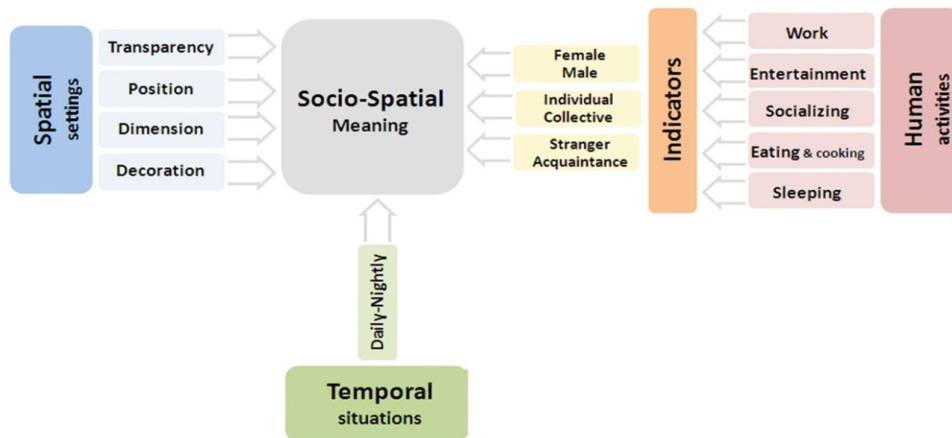 Spatial
settings
Transparency
Position
Dimension
Decoration
Socio-Spatial
Meaning
Female
Male
Individual
Collective
Stranger
Acquaintance
Indicators
Work
Entertainment
Socializing
Eating & cooking
Sleeping
Human
activities
Daily-Nightly
Temporal
situations